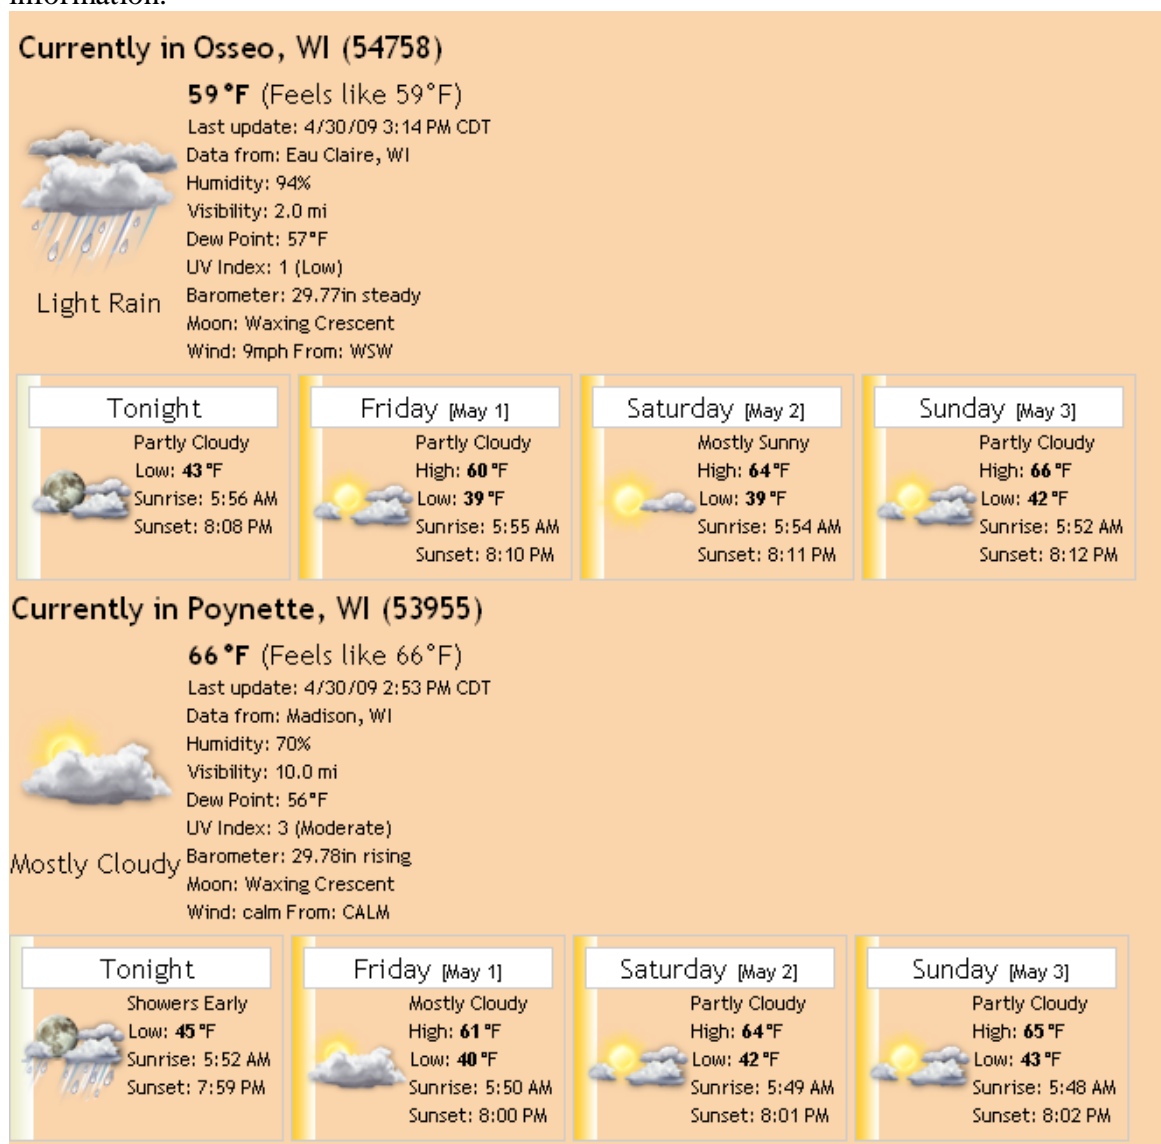 information.
Currently in Osseo, WI (54758)
59°F (Feels like 59°F)
Last update: 4/30/09 3:14 PM CDT
Data from: Eau Claire, WI
Humidity: 94%
Visibility: 2.0 mi
Dew Point: 57°F
UV Index: 1 (Low)
Barometer: 29.77in steady
Moon: Waxing Crescent
Wind: 9mph From: WSW
Light Rain
Tonight
Partly Cloudy
Low: 43°F
Sunrise: 5:56 AM
Sunset: 8:08 PM
Friday [May 1]
Partly Cloudy
High: 60°F
Low: 39°F
Sunrise: 5:55 AM
Sunset: 8:10 PM
Saturday [May 2]
Mostly Sunny
High: 64°F
Low: 39°F
Sunrise: 5:54 AM
Sunset: 8:11 PM
Sunday [May 3]
Partly Cloudy
High: 66°F
Low: 42°F
Sunrise: 5:52 AM
Sunset: 8:12 PM
Currently in Poynette, WI (53955)
66°F (Feels like 66°F)
Last update: 4/30/09 2:53 PM CDT
Data from: Madison, WI
Humidity: 70%
Visibility: 10.0 mi
Dew Point: 56°F
UV Index: 3 (Moderate)
Barometer: 29.78in rising
Moon: Waxing Crescent
Wind: calm From: CALM
Mostly Cloudy
Tonight
Showers Early
Low: 45°F
Sunrise: 5:52 AM
Sunset: 7:59 PM
Friday [May 1]
Mostly Cloudy
High: 61°F
Low: 40°F
Sunrise: 5:50 AM
Sunset: 8:00 PM
Saturday [May 2]
Partly Cloudy
High: 64°F
Low: 42°F
Sunrise: 5:49 AM
Sunset: 8:01 PM
Sunday [May 3]
Partly Cloudy
High: 65°F
Low: 43°F
Sunrise: 5:48 AM
Sunset: 8:02 PM